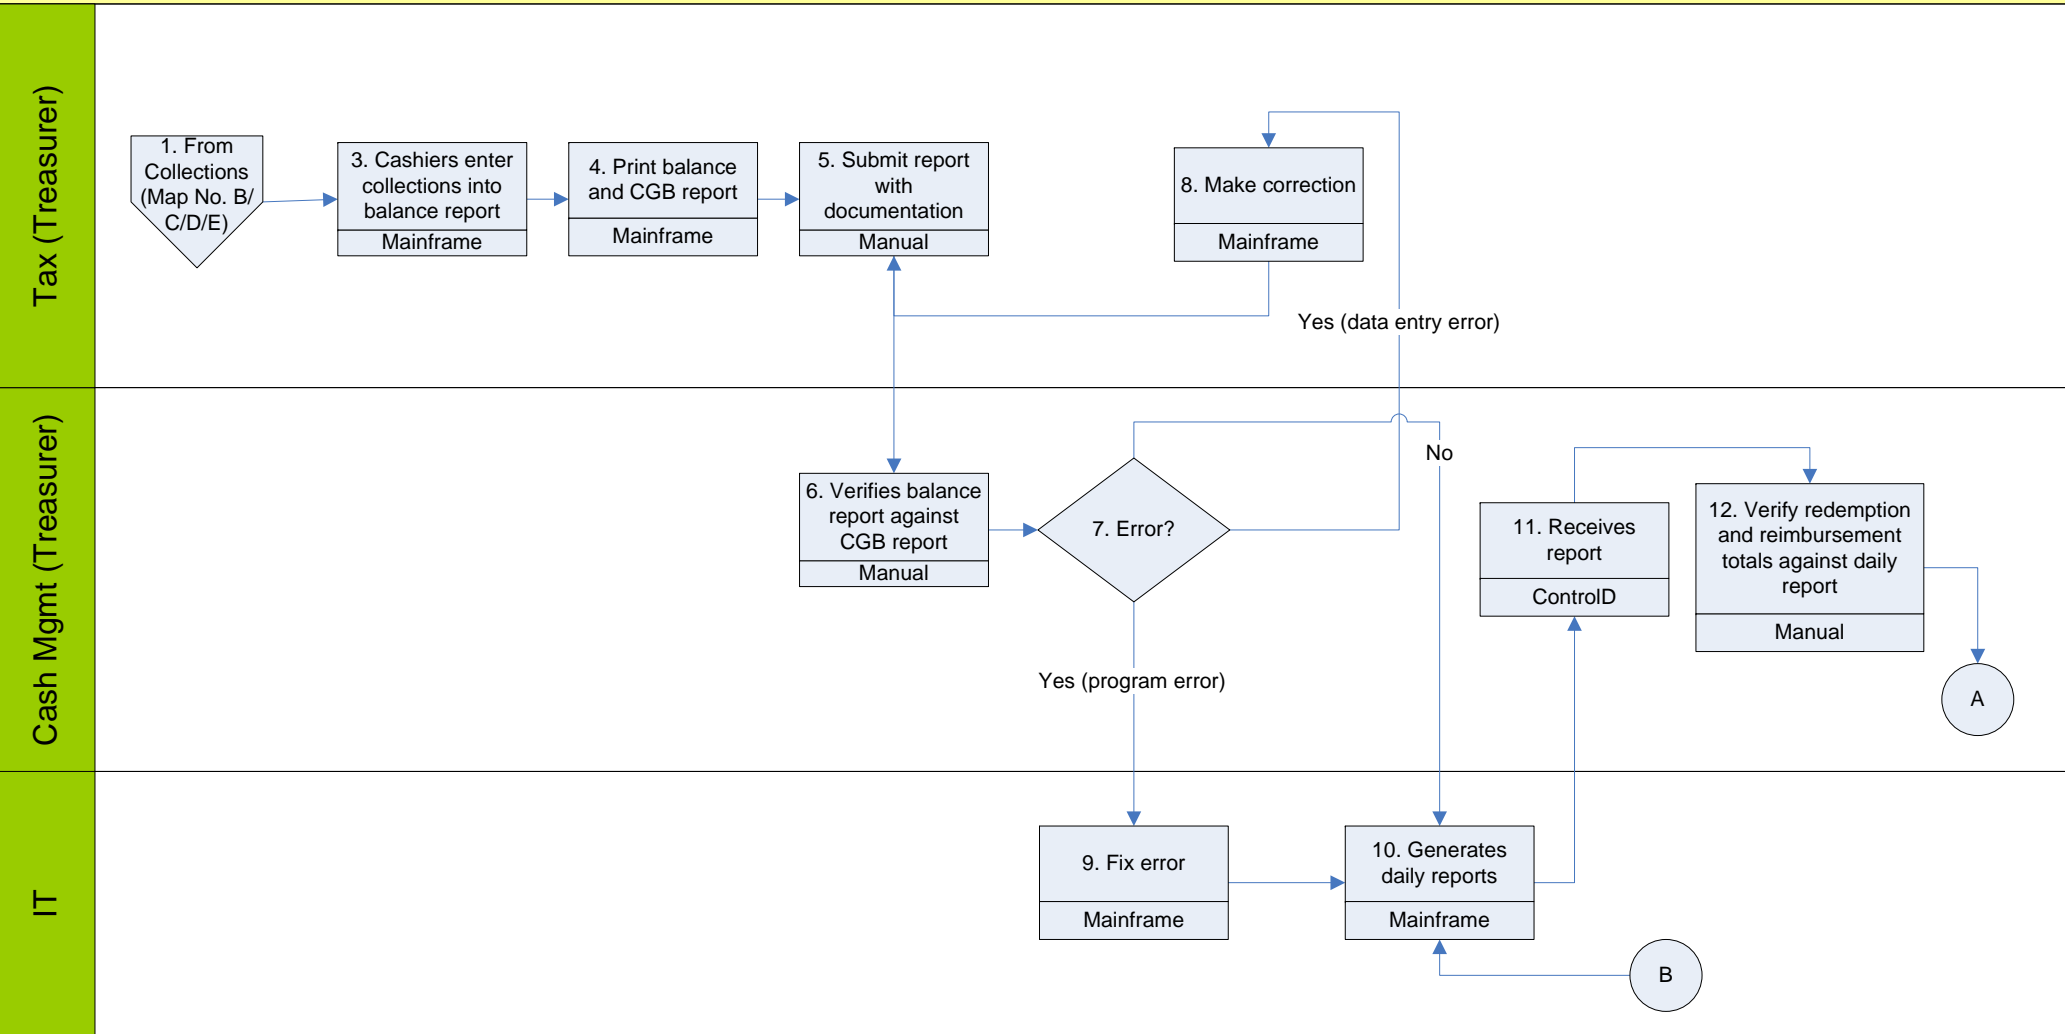 Tax (Treasurer)
1. From
Collections
(Map No. B/
C/D/E)
3. Cashiers enter
collections into
balance report
Mainframe
4. Print balance
and CGB report
Mainframe
5. Submit report
with
documentation
Manual
8. Make correction
Mainframe
Yes (data entry error)
Cash Mgmt (Treasurer)
6. Verifies balance
report against
CGB report
Manual
7. Error?
No
Yes (program error)
11. Receives
report
ControlD
12. Verify redemption
and reimbursement
totals against daily
report
Manual
A
IT
9. Fix error
Mainframe
10. Generates
daily reports
Mainframe
B